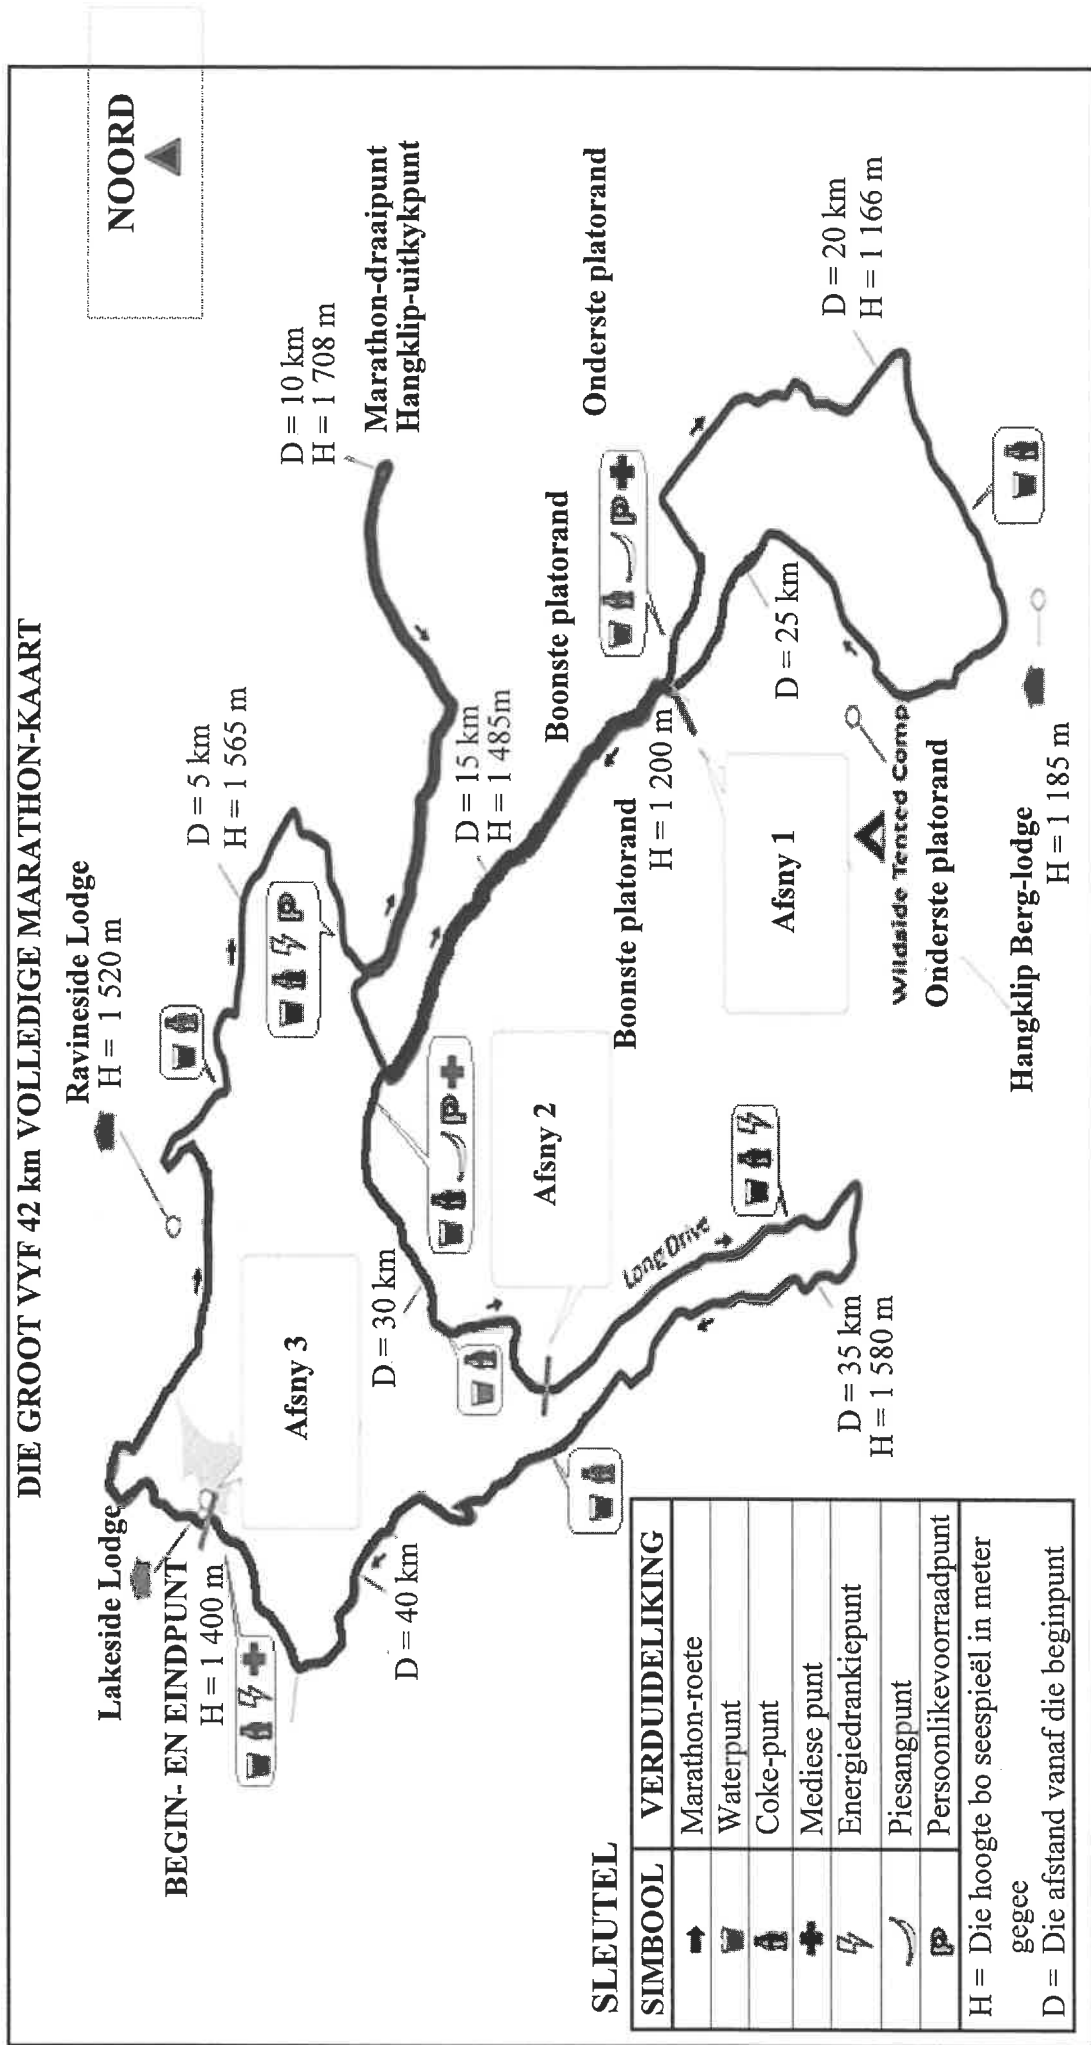 DIE GROOT VYF 42 km VOLLEDIGE MARATHON-KAART
NOORD
Ravineside Lodge
H = 1 520 m
D = 5 km
H = 1 565 m
D = 10 km
H = 1 708 m
Marathon-draaipunt
Hangklip-uitkykpunt
Lakeside Lodge
BEGIN- EN EINDPUNT
H = 1 400 m
P
Afsny 3
D = 30 km
D = 40 km
P
D = 15 km
H = 1 485m
Boonste platorand
Onderste platorand
P
Afsny 2
Long Drive
Boonste platorand
H = 1 200 m
D = 25 km
D = 20 km
H = 1 166 m
Afsny 1
D = 35 km
H = 1 580 m
Wildside Tented Camp
Onderste platorand
Hangklip Berg-lodge
H = 1 185 m
SLEUTEL
SIMBOOL VERDUIDELIKING
Marathon-roete
Waterpunt
Coke-punt
Mediese punt
Energiedrankiepunt
Piesangpunt
P Persoonlikevoorraadpunt
H = Die hoogte bo seespieël in meter
gegee
D = Die afstand vanaf die beginpunt